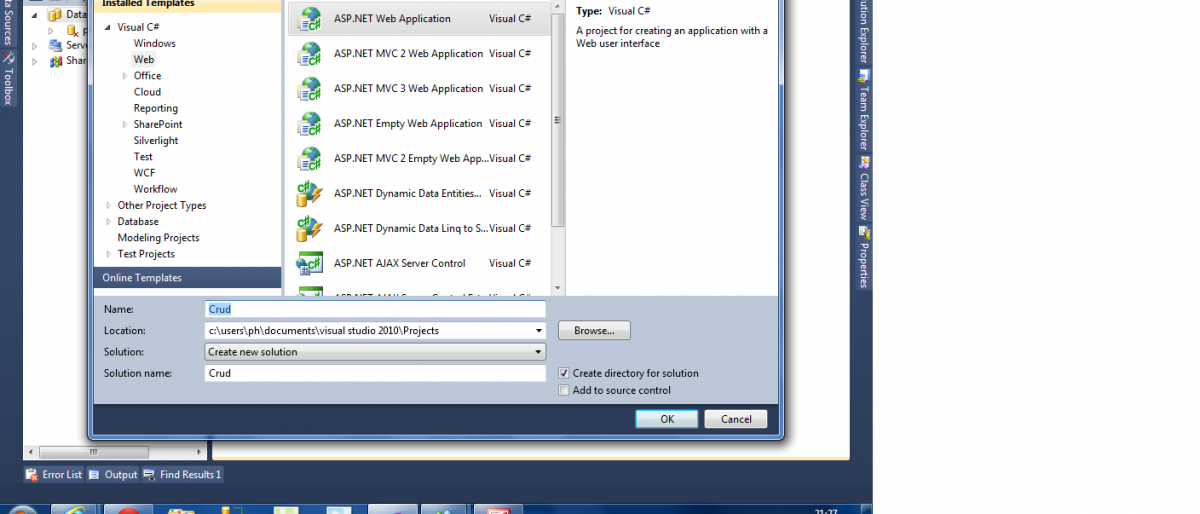 Installed Templates
Visual C#
Windows
Web
Office
Cloud
Reporting
SharePoint
Silverlight
Test
WCF
Workflow
Other Project Types
Database
Modeling Projects
Test Projects
Online Templates
ASP.NET Web Application Visual C#
ASP.NET MVC 2 Web Application Visual C#
ASP.NET MVC 3 Web Application Visual C#
ASP.NET Empty Web Application Visual C#
ASP.NET MVC 2 Empty Web App... Visual C#
ASP.NET Dynamic Data Entities... Visual C#
ASP.NET Dynamic Data Linq to S... Visual C#
ASP.NET AJAX Server Control Visual C#
Type: Visual C#
A project for creating an application with a
Web user interface
Name: Crud
Location: c:\users\ph\documents\visual studio 2010\Projects Browse...
Solution: Create new solution
Solution name: Crud
Create directory for solution
Add to source control
OK Cancel
Data
Serv
Shar
ta Sources
Toolbox
ution Explorer
Team Explorer
Class View
Properties
Error List Output Find Results 1
21:27